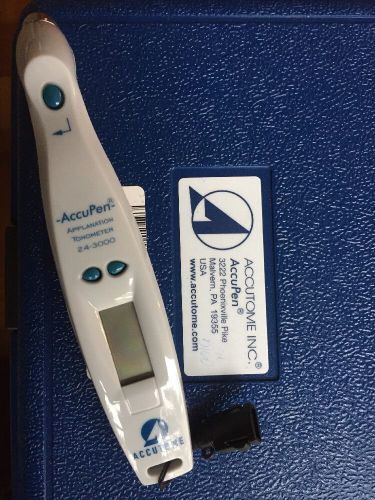 -AccuPen®-
APPLANATION
TONOMETER
24-3000
ACCUTOME
ACCUTOME INC.®
AccuPen®
3222 Phoenixville Pike
Malvern, PA 19355
USA
www.accutome.com